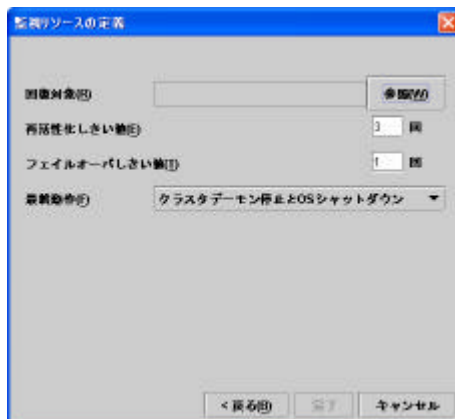 監視リソースの定義
回復対象(R) 参照(W)
再活性化しきい値(E) 3 回
フェイルオーバしきい値(T) 1 回
最終動作(F) クラスタデーモン停止とOSシャットダウン
< 戻る(B) 完了 キャンセル